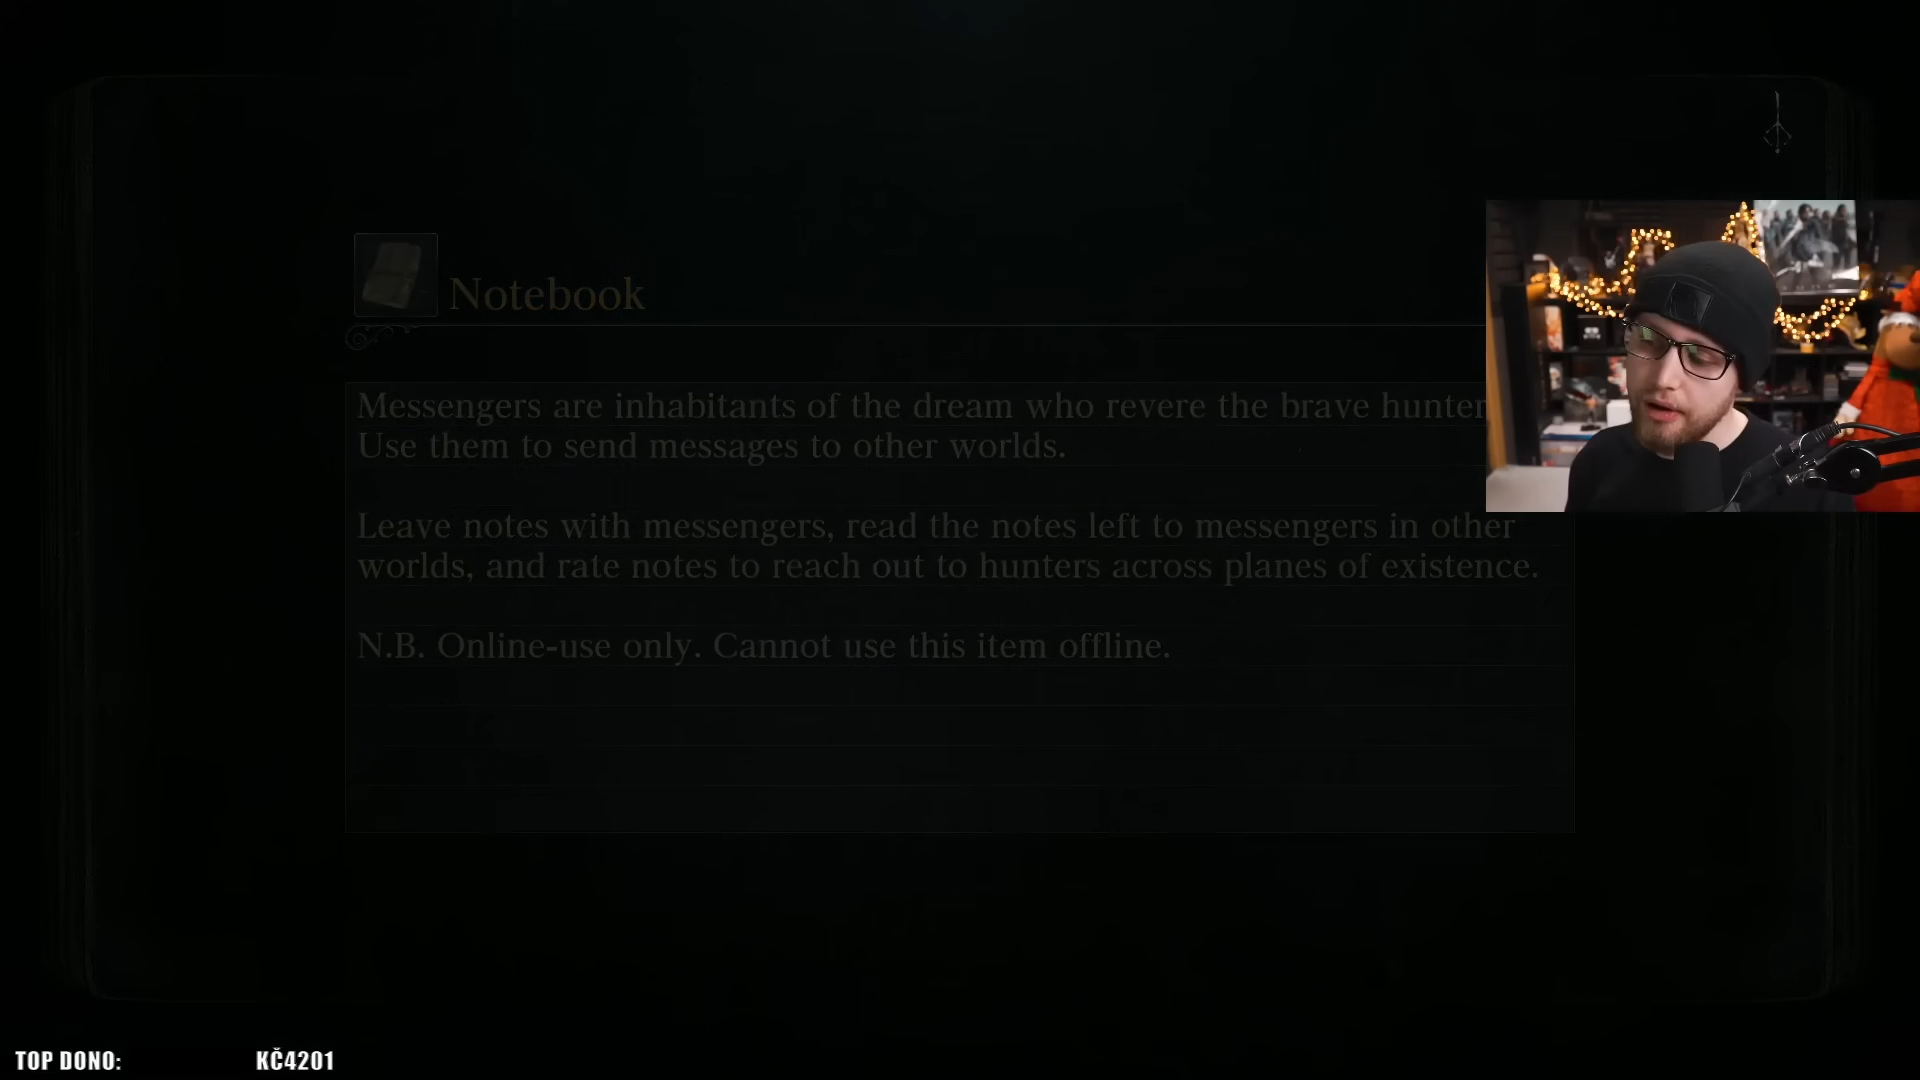 Notebook
Messengers are inhabitants of the dream who revere the brave hunter
Use them to send messages to other worlds.
Leave notes with messengers, read the notes left to messengers in other
worlds, and rate notes to reach out to hunters across planes of existence.
N.B. Online-use only. Cannot use this item offline.
TOP DONO: KČ4201